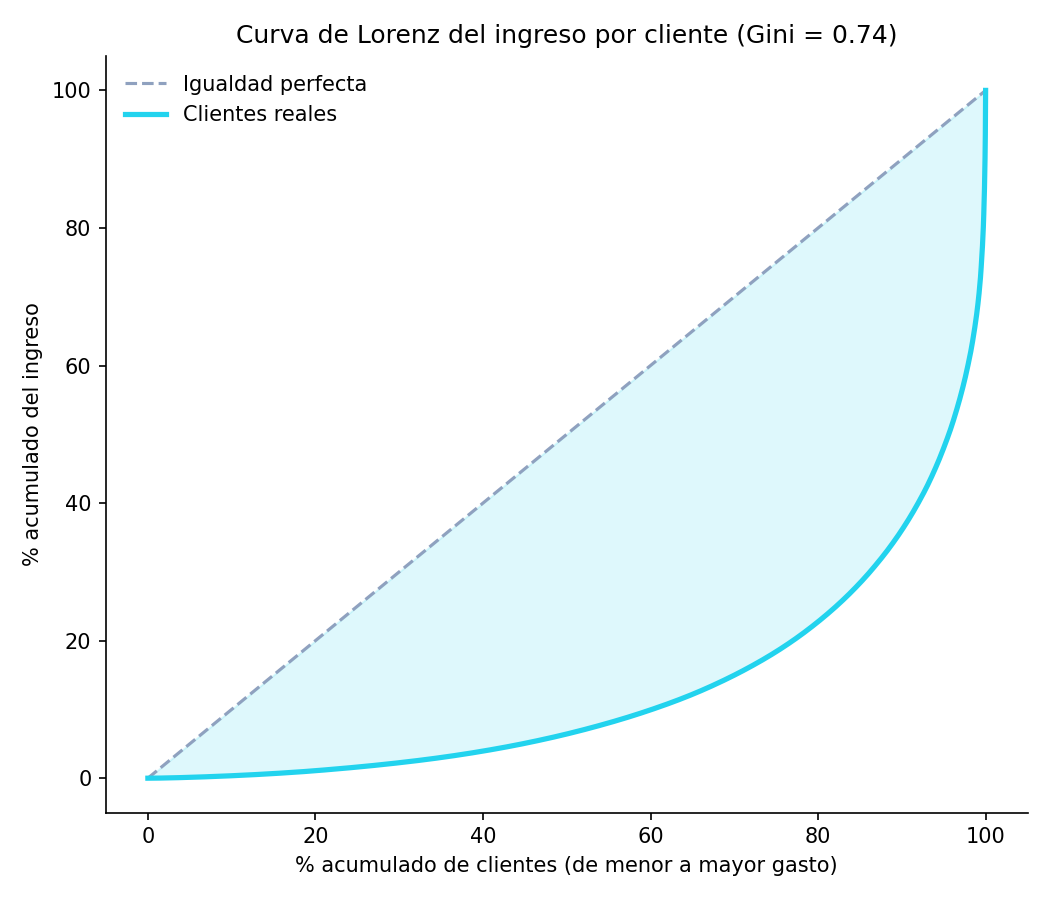 Curva de Lorenz del ingreso por cliente (Gini = 0.74)
Igualdad perfecta
Clientes reales
100
80
60
40
20
0
% acumulado del ingreso
0 20 40 60 80 100
% acumulado de clientes (de menor a mayor gasto)